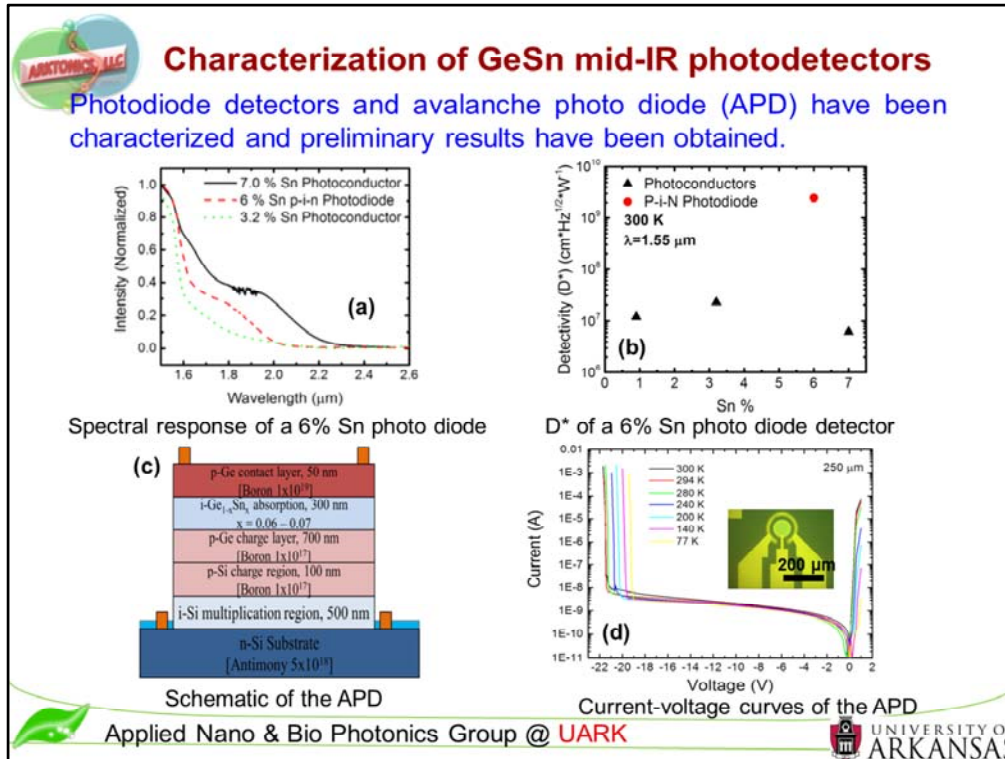 ARKTONICS, LLC
Characterization of GeSn mid-IR photodetectors
Photodiode detectors and avalanche photo diode (APD) have been
characterized and preliminary results have been obtained.
7.0 % Sn Photoconductor
6 % Sn p-i-n Photodiode
3.2 % Sn Photoconductor
(a)
Intensity (Normalized)
1.0
0.8
0.6
0.4
0.2
0.0
1.6 1.8 2.0 2.2 2.4 2.6
Wavelength (μm)
Spectral response of a 6% Sn photo diode
Photoconductors
P-i-N Photodiode
300 K
λ=1.55 μm
(b)
Detectivity (D*) (cm*Hz^1/2*W^-1)
10^10
10^9
10^8
10^7
10^6
0 1 2 3 4 5 6 7
Sn %
D* of a 6% Sn photo diode detector
(c)
p-Ge contact layer, 50 nm
[Boron 1x10^19]
i-Ge1-xSnx absorption, 300 nm
x = 0.06 – 0.07
p-Ge charge layer, 700 nm
[Boron 1x10^17]
p-Si charge region, 100 nm
[Boron 1x10^17]
i-Si multiplication region, 500 nm
n-Si Substrate
[Antimony 5x10^18]
Schematic of the APD
250 μm
300 K
294 K
280 K
240 K
200 K
140 K
77 K
200 μm
(d)
Current (A)
0.01
1E-3
1E-4
1E-5
1E-6
1E-7
1E-8
1E-9
1E-10
1E-11
-22 -20 -18 -16 -14 -12 -10 -8 -6 -4 -2 0 2
Voltage (V)
Current-voltage curves of the APD
Applied Nano & Bio Photonics Group @ UARK
UNIVERSITY OF
ARKANSAS